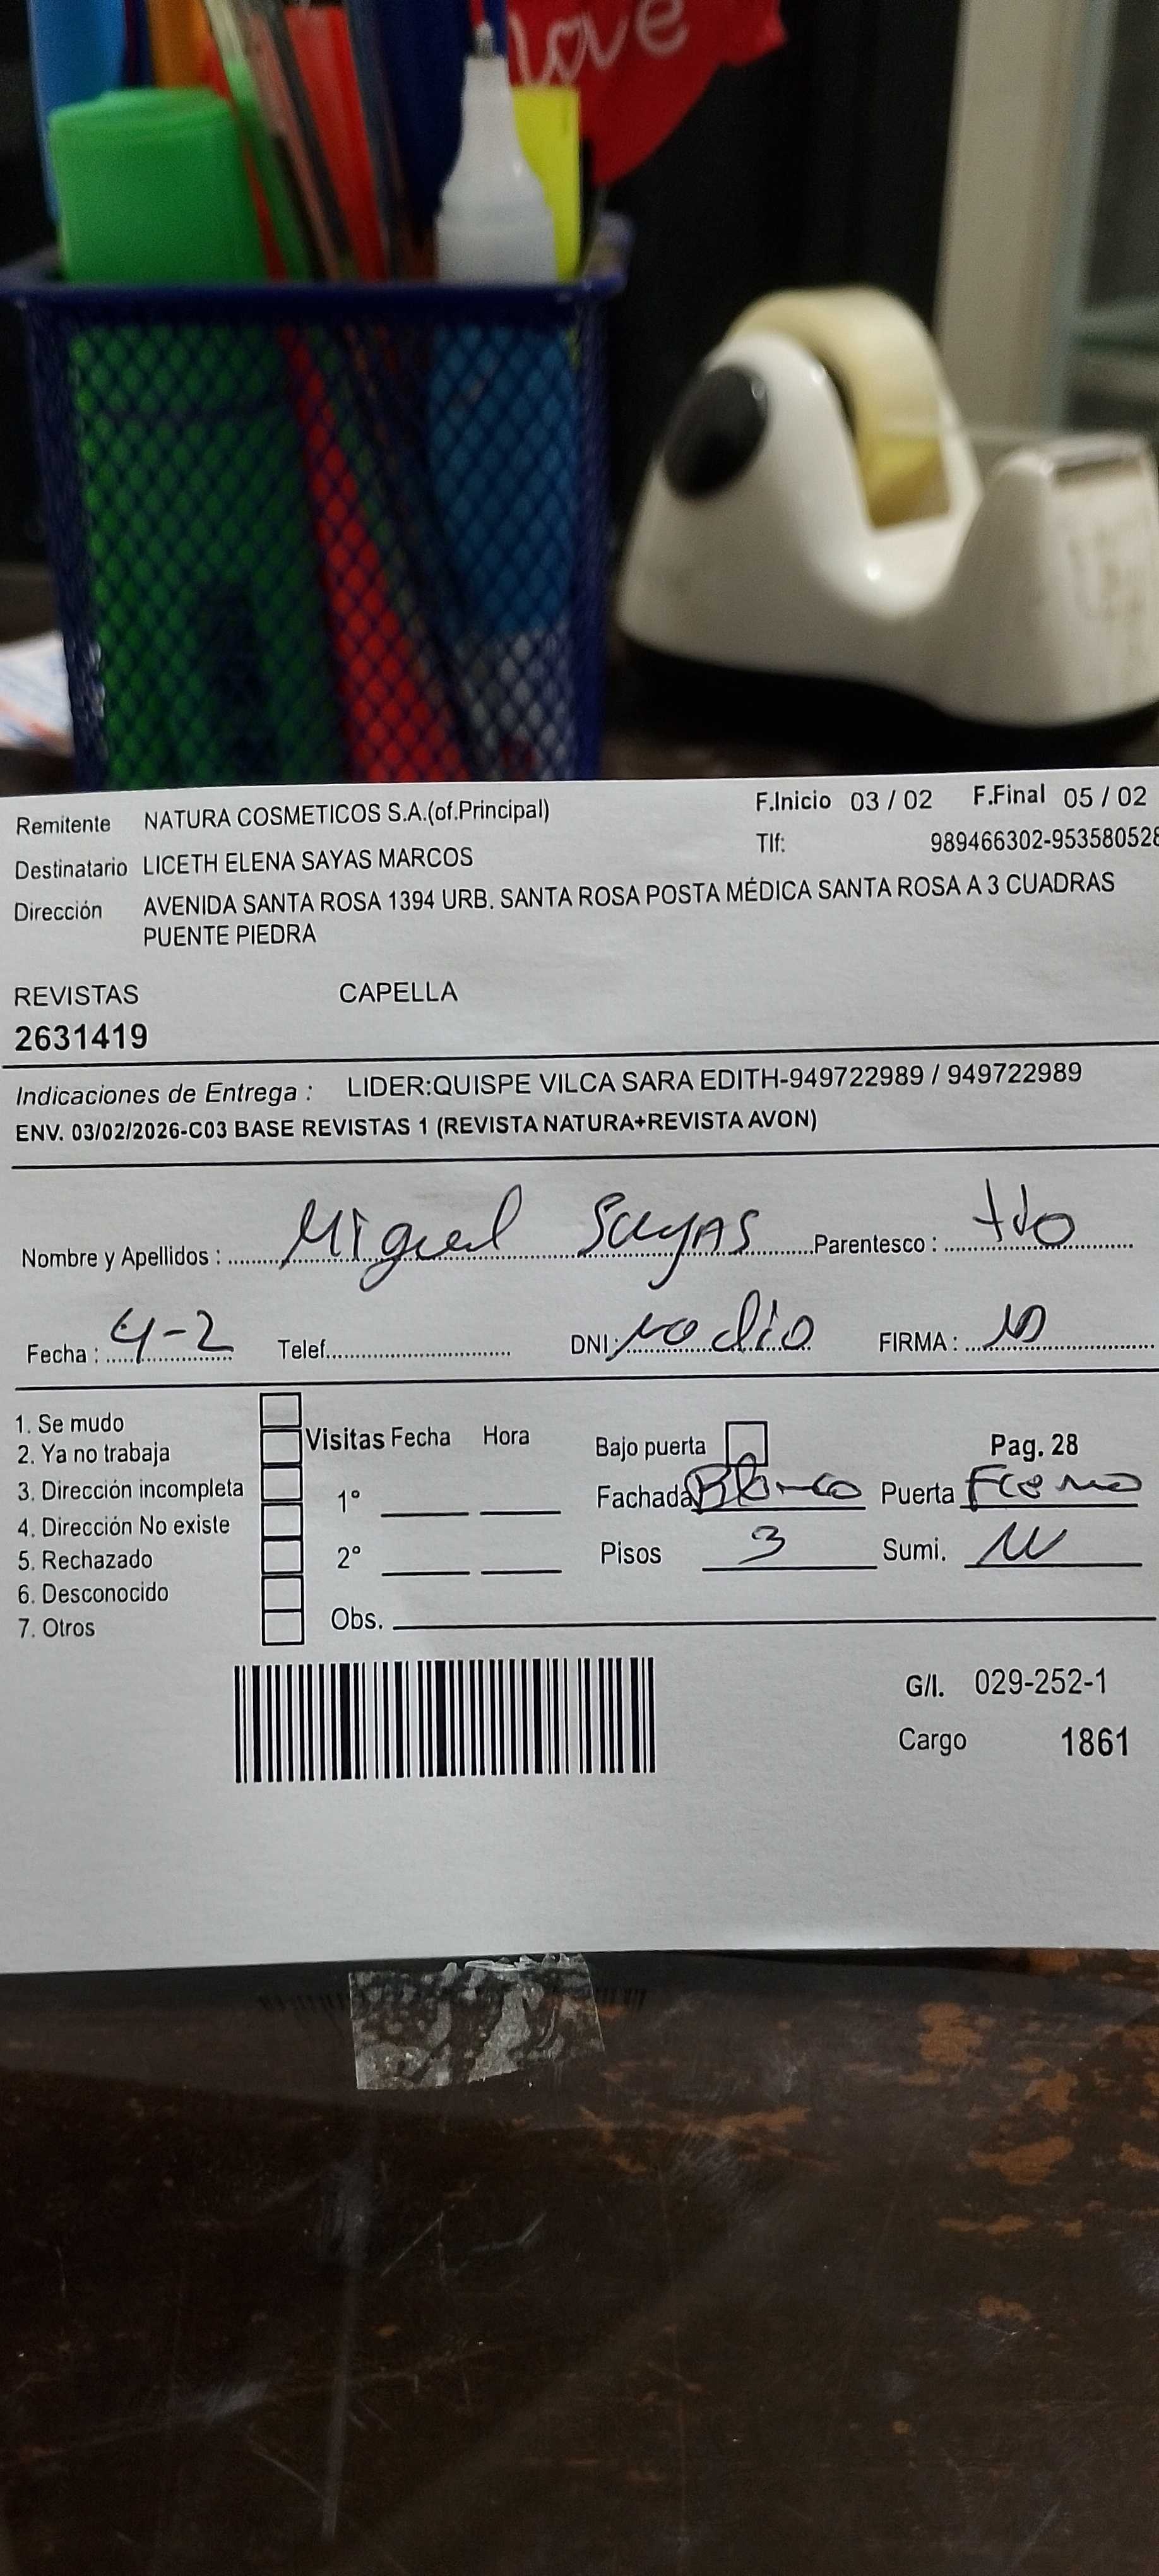 love
Remitente NATURA COSMETICOS S.A.(of.Principal) F.Inicio 03 / 02 F.Final 05 / 02
Destinatario LICETH ELENA SAYAS MARCOS Tlf: 989466302-953580528
Dirección AVENIDA SANTA ROSA 1394 URB. SANTA ROSA POSTA MÉDICA SANTA ROSA A 3 CUADRAS
PUENTE PIEDRA
REVISTAS CAPELLA
2631419
Indicaciones de Entrega : LIDER:QUISPE VILCA SARA EDITH-949722989 / 949722989
ENV. 03/02/2026-C03 BASE REVISTAS 1 (REVISTA NATURA+REVISTA AVON)
Nombre y Apellidos : Miguel Sayas Parentesco :
Fecha : 4-2 Telef. DNI: no dio FIRMA :
1. Se mudo
2. Ya no trabaja
3. Dirección incompleta
4. Dirección No existe
5. Rechazado
6. Desconocido
7. Otros
Visitas Fecha Hora
1°
2°
Obs.
Bajo puerta Pag. 28
Fachada Blanco Puerta
Pisos 3 Sumi.
G/I. 029-252-1
Cargo 1861